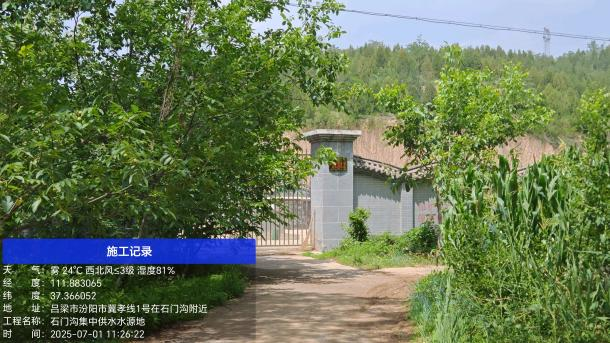 施工记录
天　　气：雾 24℃ 西北风≤3级 湿度81%
经　　度：111.883065
纬　　度：37.366052
地　　址：吕梁市汾阳市冀孝线1号在石门沟附近
工程名称：石门沟集中供水水源地
时　　间：2025-07-01 11:26:22